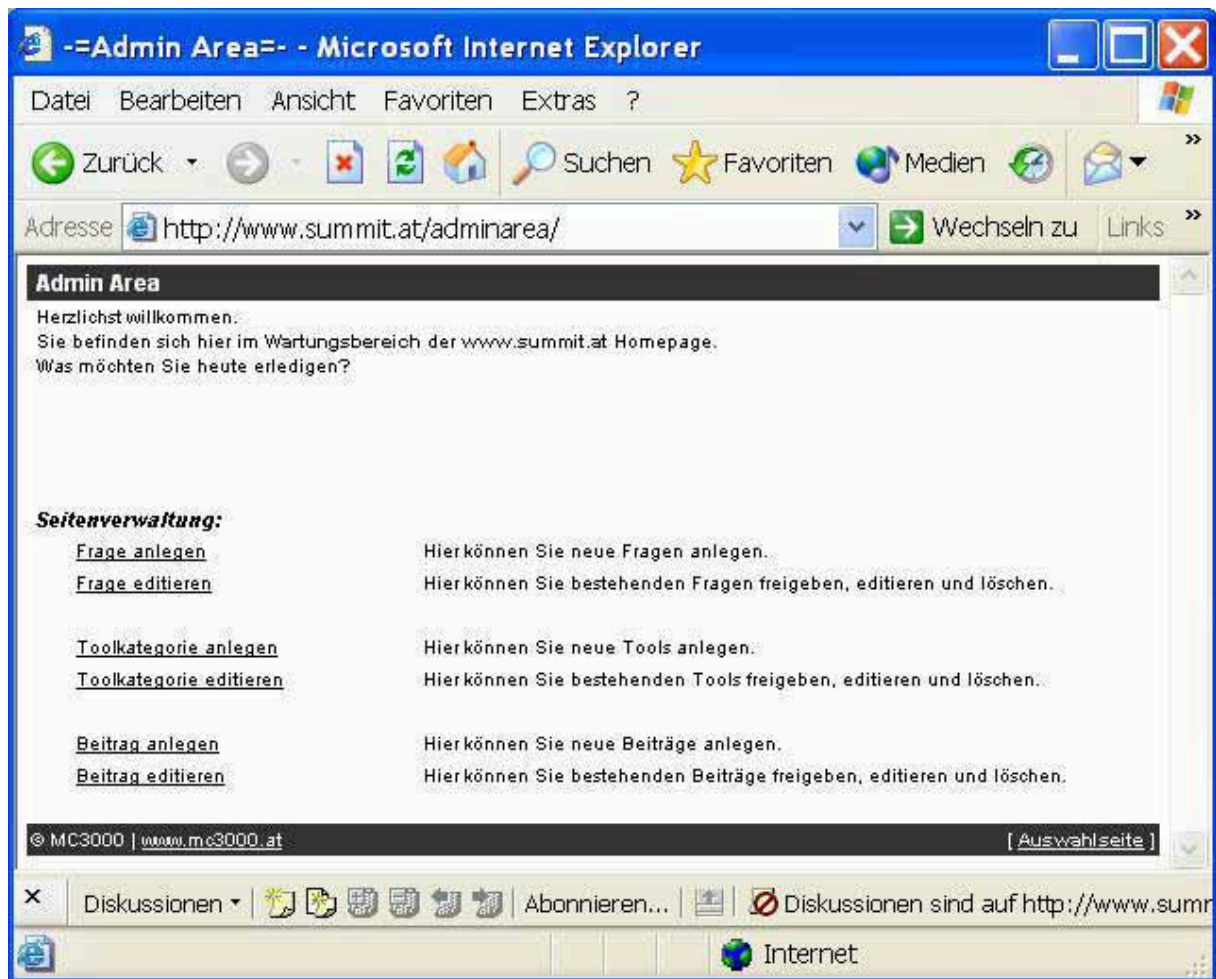 -=Admin Area=- - Microsoft Internet Explorer
Datei Bearbeiten Ansicht Favoriten Extras ?
Zurück Suchen Favoriten Medien »
Adresse http://www.summit.at/adminarea/ Wechseln zu Links »
Admin Area
Herzlichst willkommen.
Sie befinden sich hier im Wartungsbereich der www.summit.at Homepage.
Was möchten Sie heute erledigen?
Seitenverwaltung:
Frage anlegen Hier können Sie neue Fragen anlegen.
Frage editieren Hier können Sie bestehenden Fragen freigeben, editieren und löschen.
Toolkategorie anlegen Hier können Sie neue Tools anlegen.
Toolkategorie editieren Hier können Sie bestehenden Tools freigeben, editieren und löschen.
Beitrag anlegen Hier können Sie neue Beiträge anlegen.
Beitrag editieren Hier können Sie bestehenden Beiträge freigeben, editieren und löschen.
© MC3000 | www.mc3000.at [ Auswahlseite ]
Diskussionen Abonnieren... Diskussionen sind auf http://www.sumr
Internet